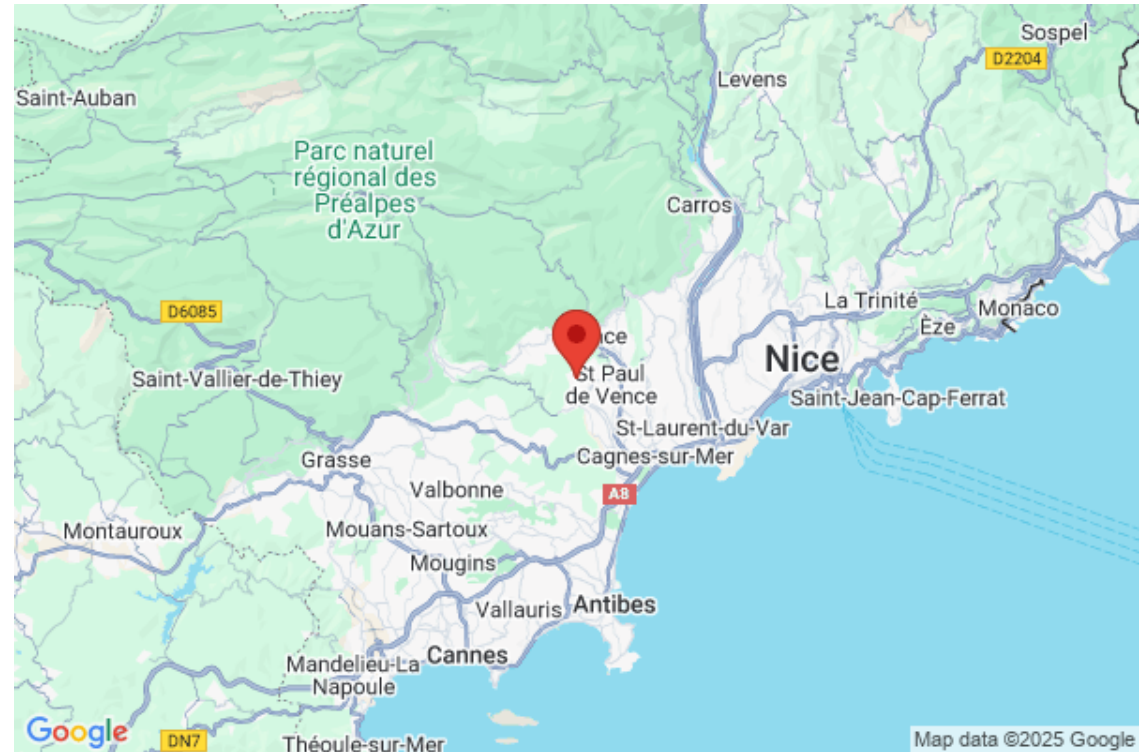 Sospel
D2204
Levens
Saint-Auban
Parc naturel
régional des
Préalpes
d'Azur
Carros
D6085
La Trinité
Monaco
Èze
nce
Nice
Saint-Vallier-de-Thiey
St Paul
de Vence
Saint-Jean-Cap-Ferrat
St-Laurent-du-Var
Grasse
Cagnes-sur-Mer
Valbonne
A8
Montauroux
Mouans-Sartoux
Mougins
Vallauris
Antibes
Mandelieu-La
Napoule
Cannes
Google
DN7
Théoule-sur-Mer
Map data ©2025 Google